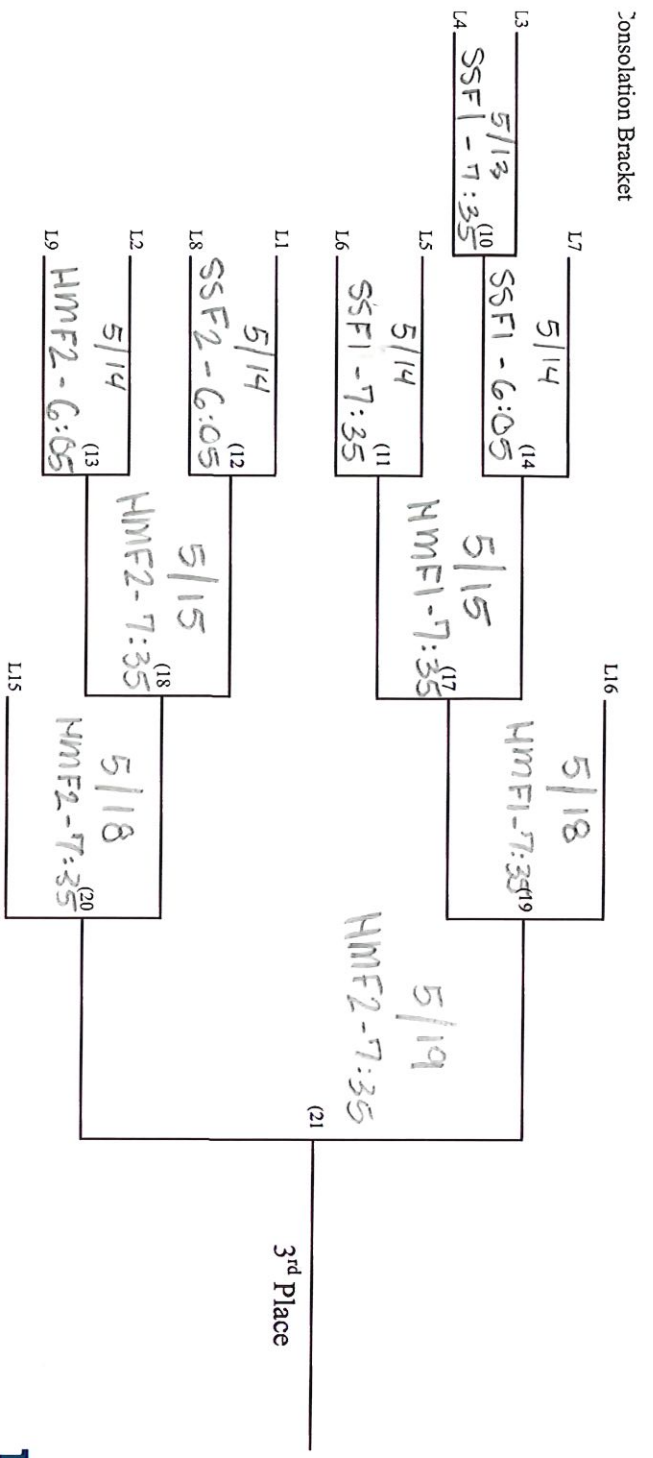 Consolation Bracket
L3
5/13
SSF1 - 7:35
(10
L4
L7
5/14
SSF1 - 6:05
(14
L5
5/14
SSF1 - 7:35
(11
L6
L1
5/14
SSF2 - 6:05
(12
L8
L2
5/14
HMF2 - 6:05
(13
L9
5/15
HMF1 - 7:35
(17
5/15
HMF2 - 7:35
(18
L16
5/18
HMF1 - 7:35
(19
5/18
HMF2 - 7:35
(20
L15
5/19
HMF2 - 7:35
(21
3rd Place